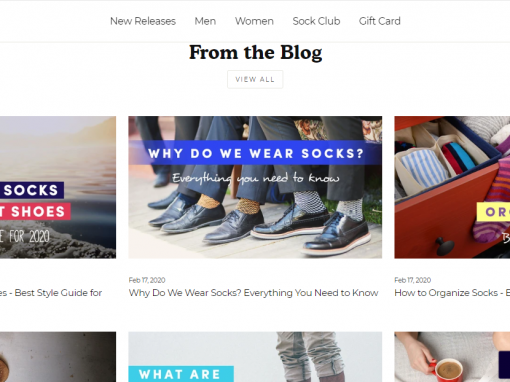 New Releases Men Women Sock Club Gift Card
From the Blog
VIEW ALL
SOCKS
SHOES
FOR 2020
WHY DO WE WEAR SOCKS?
Everything you need to know
Feb 17, 2020
Feb 17, 2020
- Best Style Guide for
Why Do We Wear Socks? Everything You Need to Know
How to Organize Socks -
WHAT ARE